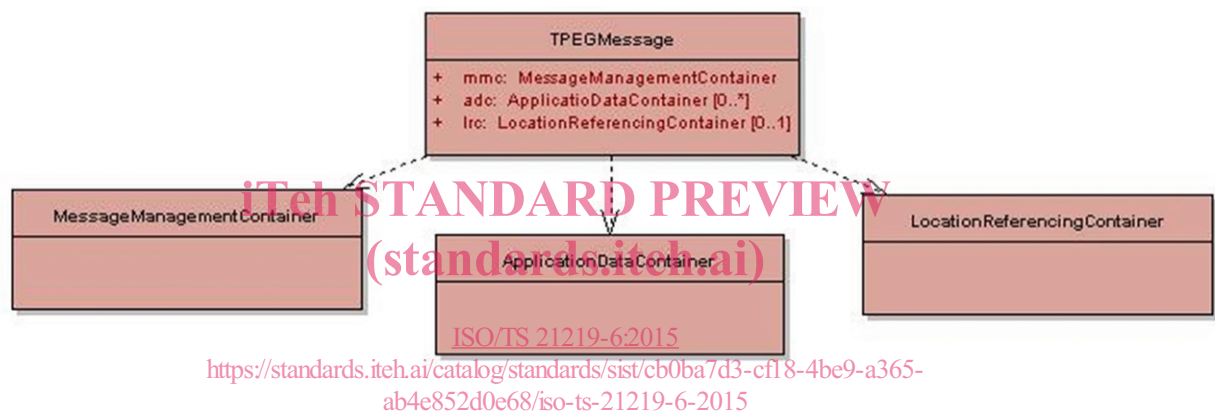 TPEGMessage
+ mmc: MessageManagementContainer
+ adc: ApplicatioDataContainer [0..*]
+ lrc: LocationReferencingContainer [0..1]
iTeh STANDARD PREVIEW
MessageManagementContainer
LocationReferencingContainer
(standards.iteh.ai)
ApplicationDataContainer
ISO/TS 21219-6:2015
https://standards.iteh.ai/catalog/standards/sist/cb0ba7d3-cf18-4be9-a365-
ab4e852d0e68/iso-ts-21219-6-2015